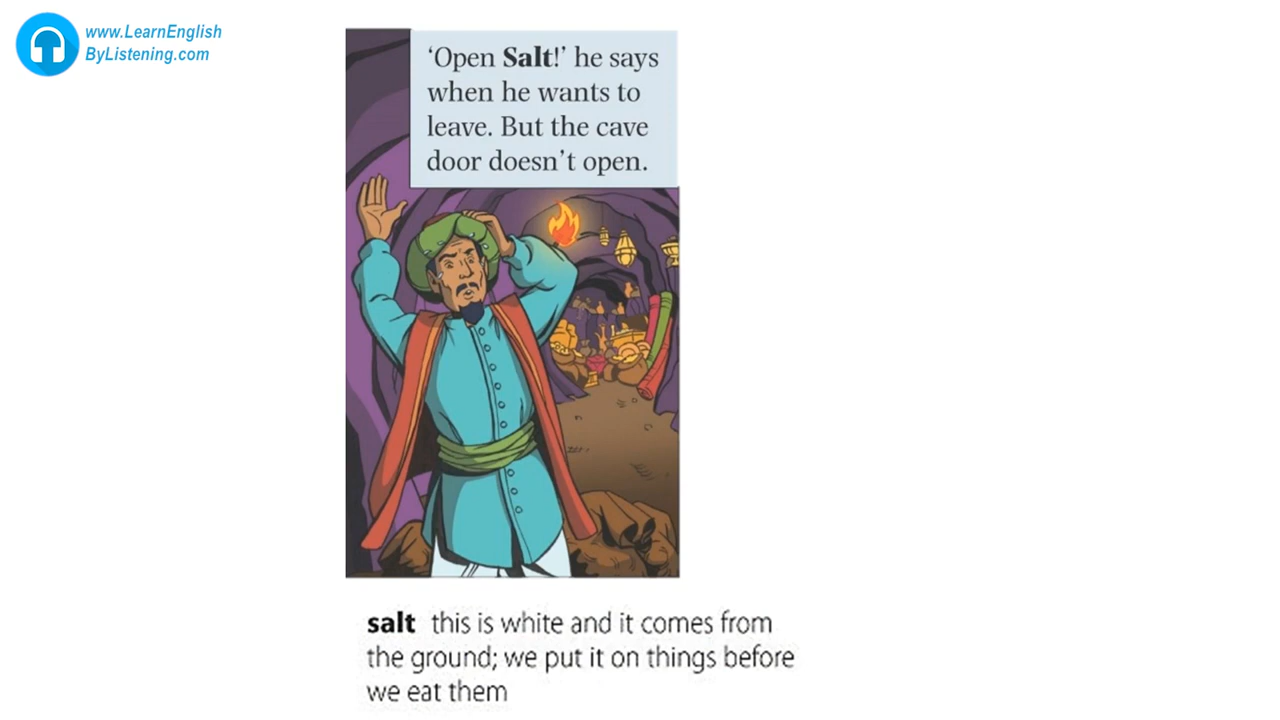 www.LearnEnglish
ByListening.com
‘Open Salt!’ he says
when he wants to
leave. But the cave
door doesn’t open.
salt this is white and it comes from
the ground; we put it on things before
we eat them